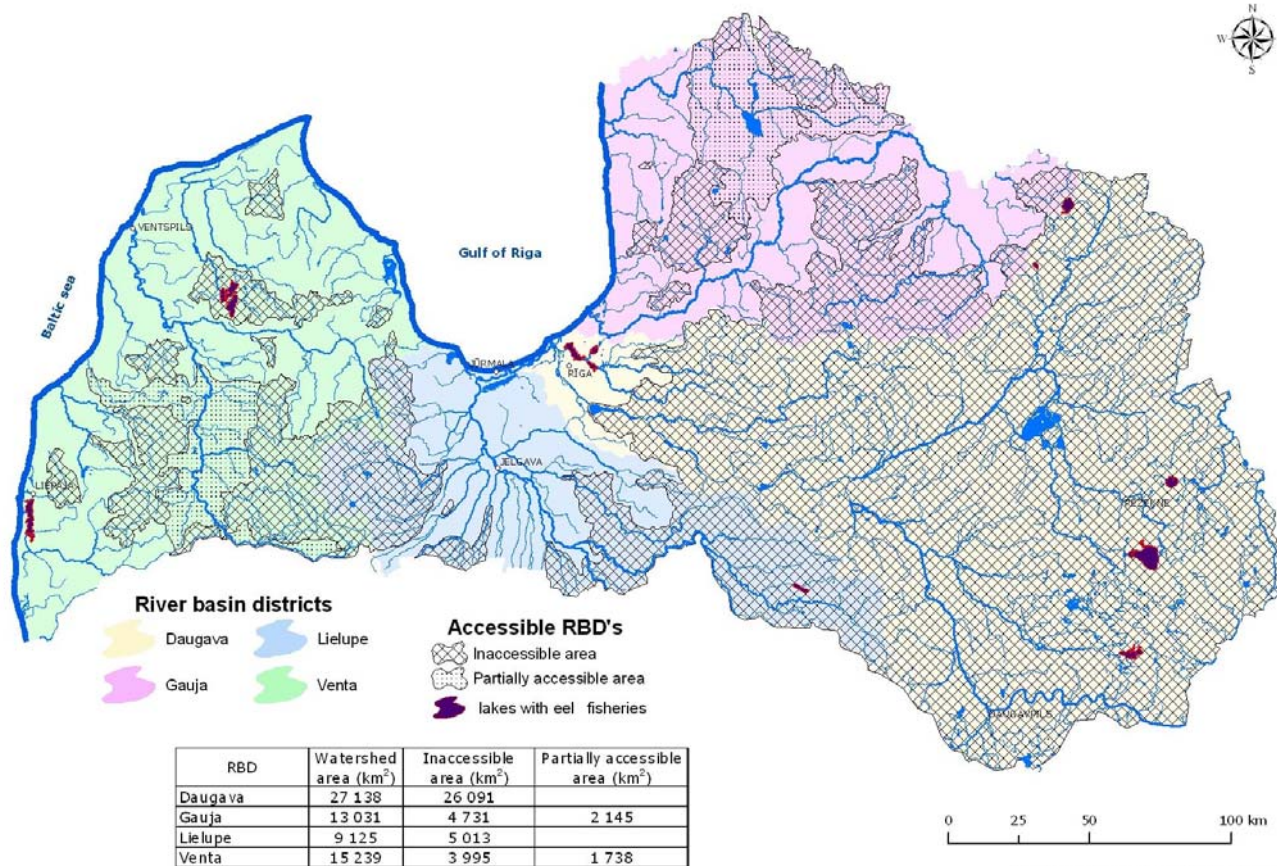 N
W E
S
VENTSPILS
Gulf of Riga
Baltic sea
JŪRMALA
RĪGA
JELGAVA
LIEPĀJA
RĒZEKNE
DAUGAVPILS
River basin districts
Daugava
Lielupe
Gauja
Venta
Accessible RBD's
Inaccessible area
Partially accessible area
lakes with eel fisheries
RBD Watershed area (km²) Inaccessible area (km²) Partially accessible area (km²)
Daugava 27 138 26 091
Gauja 13 031 4 731 2 145
Lielupe 9 125 5 013
Venta 15 239 3 995 1 738
0 25 50 100 km